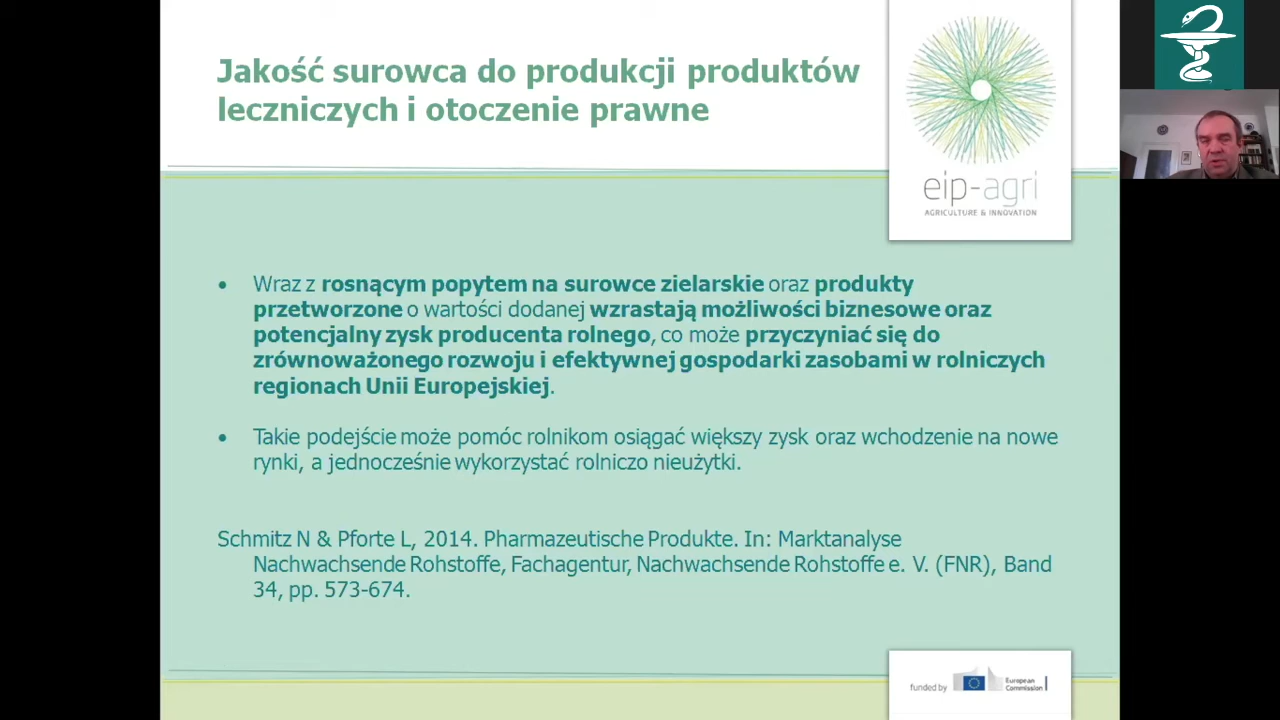 Jakość surowca do produkcji produktów
leczniczych i otoczenie prawne
eip-agri
AGRICULTURE & INNOVATION
• Wraz z rosnącym popytem na surowce zielarskie oraz produkty
przetworzone o wartości dodanej wzrastają możliwości biznesowe oraz
potencjalny zysk producenta rolnego, co może przyczyniać się do
zrównoważonego rozwoju i efektywnej gospodarki zasobami w rolniczych
regionach Unii Europejskiej.
• Takie podejście może pomóc rolnikom osiągać większy zysk oraz wchodzenie na nowe
rynki, a jednocześnie wykorzystać rolniczo nieużytki.
Schmitz N & Pforte L, 2014. Pharmazeutische Produkte. In: Marktanalyse
Nachwachsende Rohstoffe, Fachagentur, Nachwachsende Rohstoffe e. V. (FNR), Band
34, pp. 573-674.
funded by
European
Commission